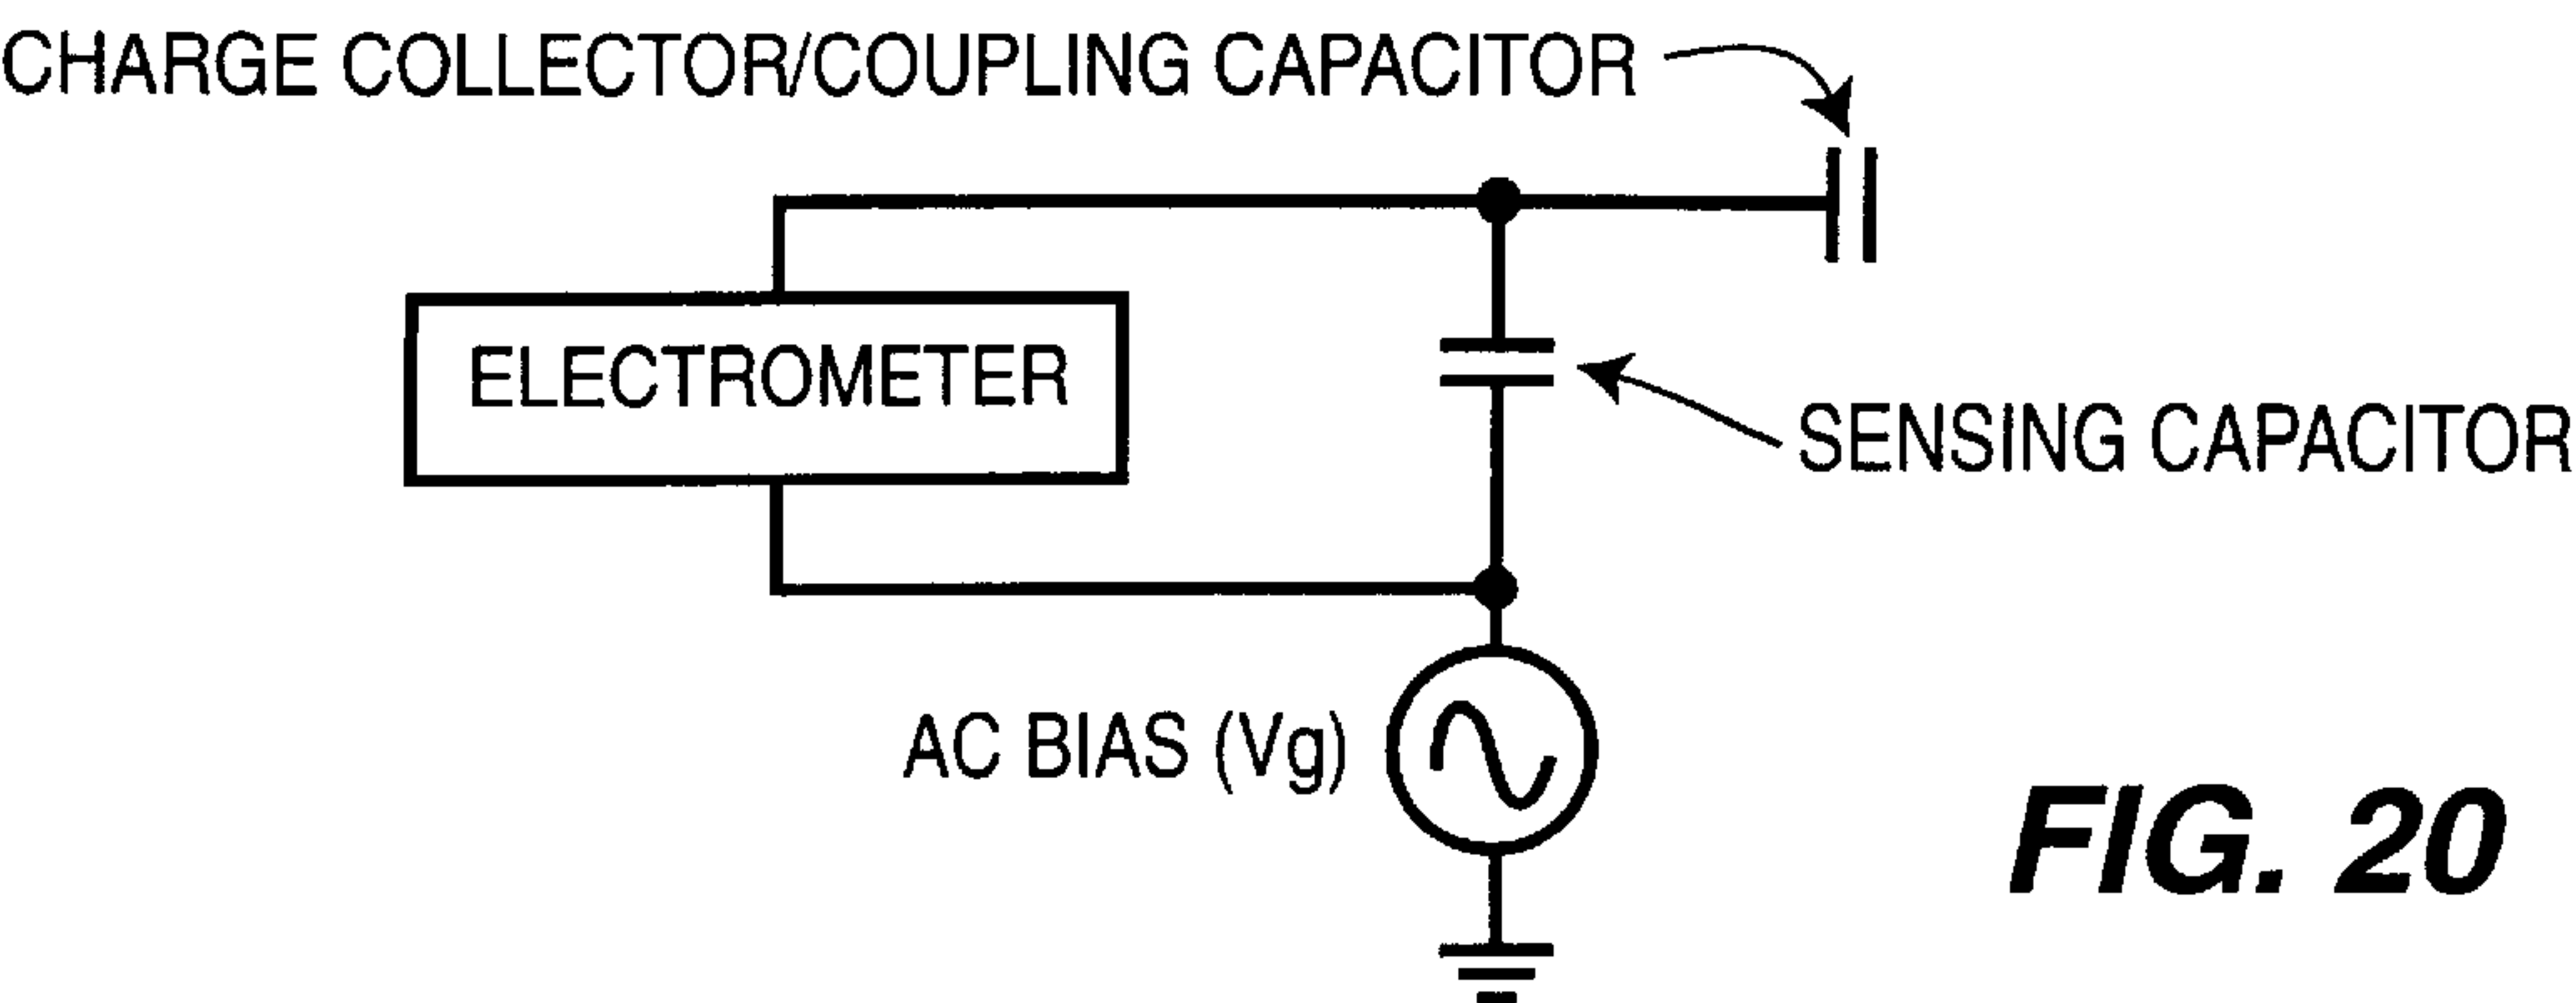 CHARGE COLLECTOR/COUPLING CAPACITOR
ELECTROMETER
SENSING CAPACITOR
AC BIAS (Vg)
FIG. 20